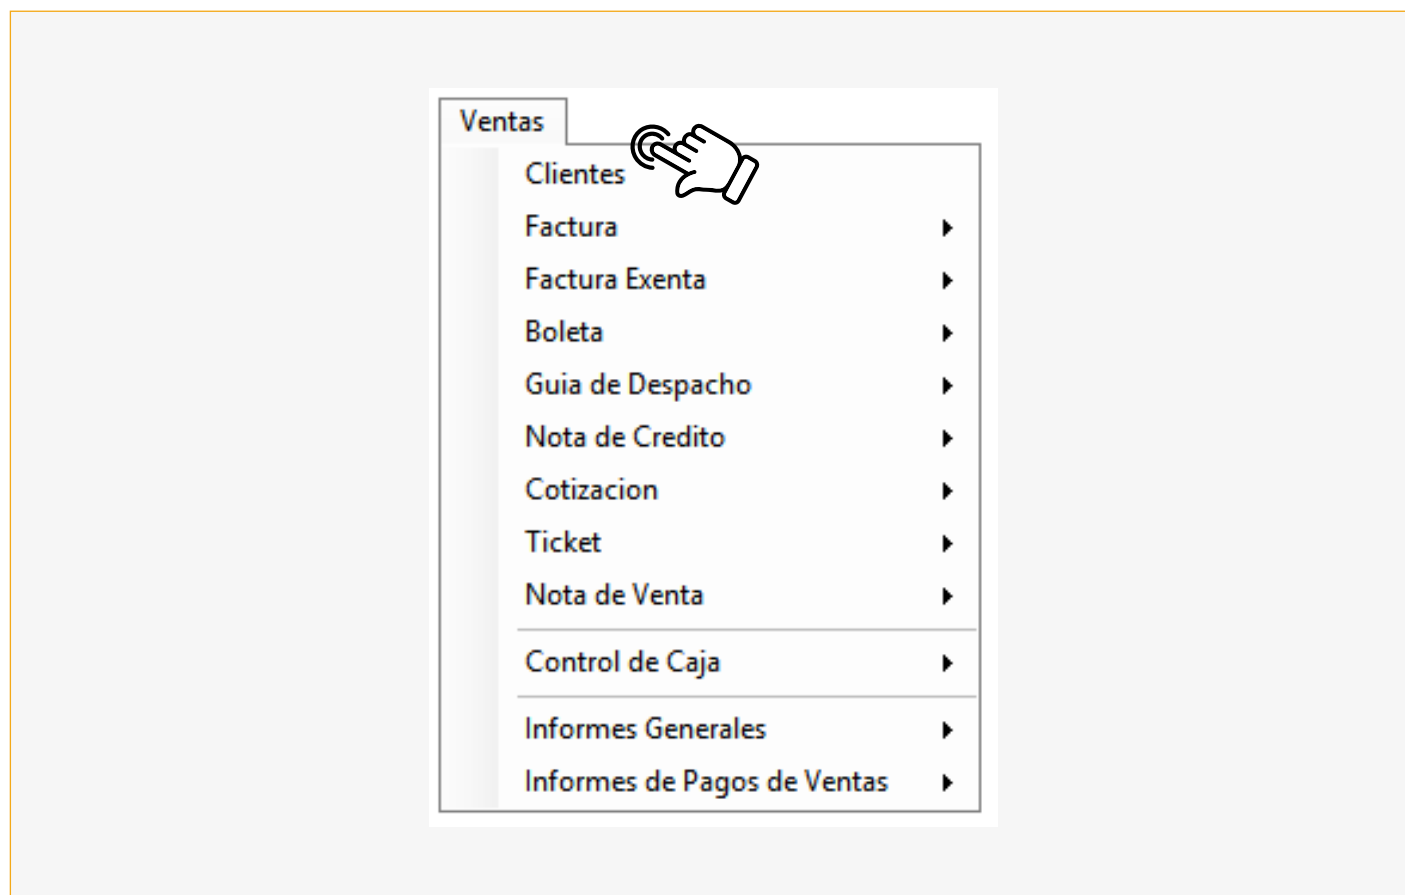 Ventas
Clientes
Factura
Factura Exenta
Boleta
Guia de Despacho
Nota de Credito
Cotizacion
Ticket
Nota de Venta
Control de Caja
Informes Generales
Informes de Pagos de Ventas